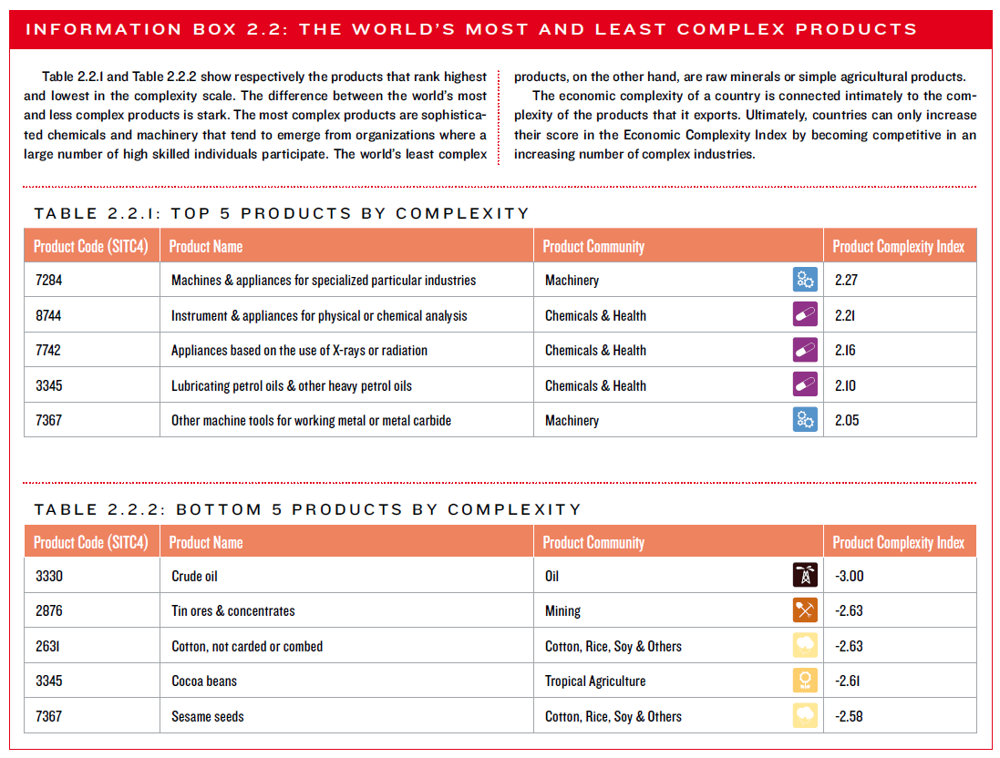 INFORMATION BOX 2.2: THE WORLD'S MOST AND LEAST COMPLEX PRODUCTS
Table 2.2.1 and Table 2.2.2 show respectively the products that rank highest
and lowest in the complexity scale. The difference between the world's most
and less complex products is stark. The most complex products are sophistica-
ted chemicals and machinery that tend to emerge from organizations where a
large number of high skilled individuals participate. The world's least complex
products, on the other hand, are raw minerals or simple agricultural products.
The economic complexity of a country is connected intimately to the com-
plexity of the products that it exports. Ultimately, countries can only increase
their score in the Economic Complexity Index by becoming competitive in an
increasing number of complex industries.
TABLE 2.2.1: TOP 5 PRODUCTS BY COMPLEXITY
Product Code (SITC4) Product Name Product Community Product Complexity Index
7284 Machines & appliances for specialized particular industries Machinery 2.27
8744 Instrument & appliances for physical or chemical analysis Chemicals & Health 2.21
7742 Appliances based on the use of X-rays or radiation Chemicals & Health 2.16
3345 Lubricating petrol oils & other heavy petrol oils Chemicals & Health 2.10
7367 Other machine tools for working metal or metal carbide Machinery 2.05
TABLE 2.2.2: BOTTOM 5 PRODUCTS BY COMPLEXITY
Product Code (SITC4) Product Name Product Community Product Complexity Index
3330 Crude oil Oil -3.00
2876 Tin ores & concentrates Mining -2.63
2631 Cotton, not carded or combed Cotton, Rice, Soy & Others -2.63
3345 Cocoa beans Tropical Agriculture -2.61
7367 Sesame seeds Cotton, Rice, Soy & Others -2.58